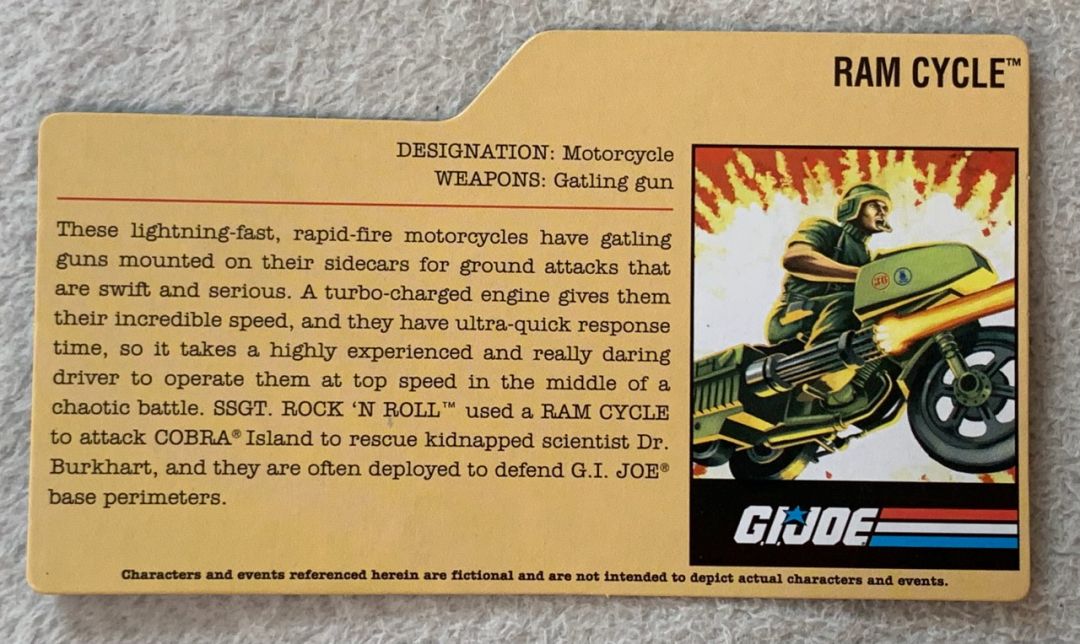 RAM CYCLE™
DESIGNATION: Motorcycle
WEAPONS: Gatling gun
These lightning-fast, rapid-fire motorcycles have gatling
guns mounted on their sidecars for ground attacks that
are swift and serious. A turbo-charged engine gives them
their incredible speed, and they have ultra-quick response
time, so it takes a highly experienced and really daring
driver to operate them at top speed in the middle of a
chaotic battle. SSGT. ROCK ‘N ROLL™ used a RAM CYCLE
to attack COBRA® Island to rescue kidnapped scientist Dr.
Burkhart, and they are often deployed to defend G.I. JOE®
base perimeters.
36
G.I.JOE
Characters and events referenced herein are fictional and are not intended to depict actual characters and events.